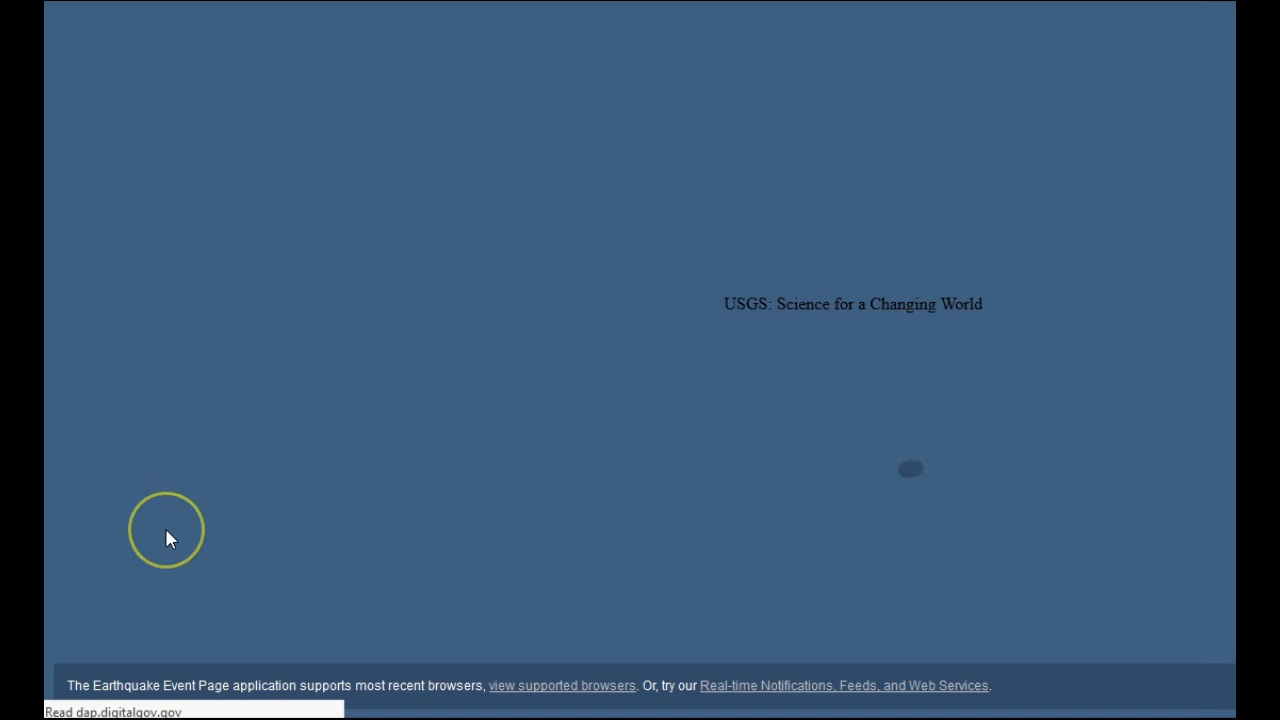 USGS: Science for a Changing World
The Earthquake Event Page application supports most recent browsers, view supported browsers. Or, try our Real-time Notifications, Feeds, and Web Services.
Read dap.digitalgov.gov